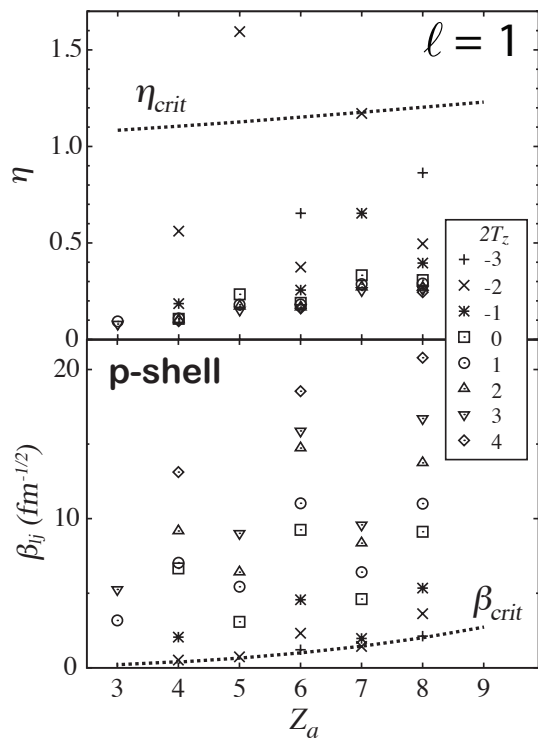 1.5
ℓ = 1
η_crit
1.0
η
0.5
0
2T_z
-3
-2
-1
0
1
2
3
4
20
p-shell
β_lj (fm^-1/2)
10
β_crit
0
3 4 5 6 7 8 9
Z_a